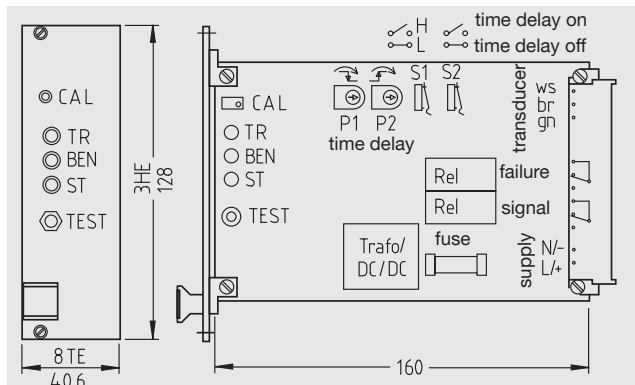 H
time delay on
L
time delay off
S1 S2
CAL
TR
BEN
ST
TEST
3HE
128
8TE
40,6
CAL
TR
BEN
ST
TEST
P1 P2
time delay
transducer
ws
br
gn
Rel
failure
Rel
signal
Trafo/
DC/DC
fuse
supply
N/-
L/+
160